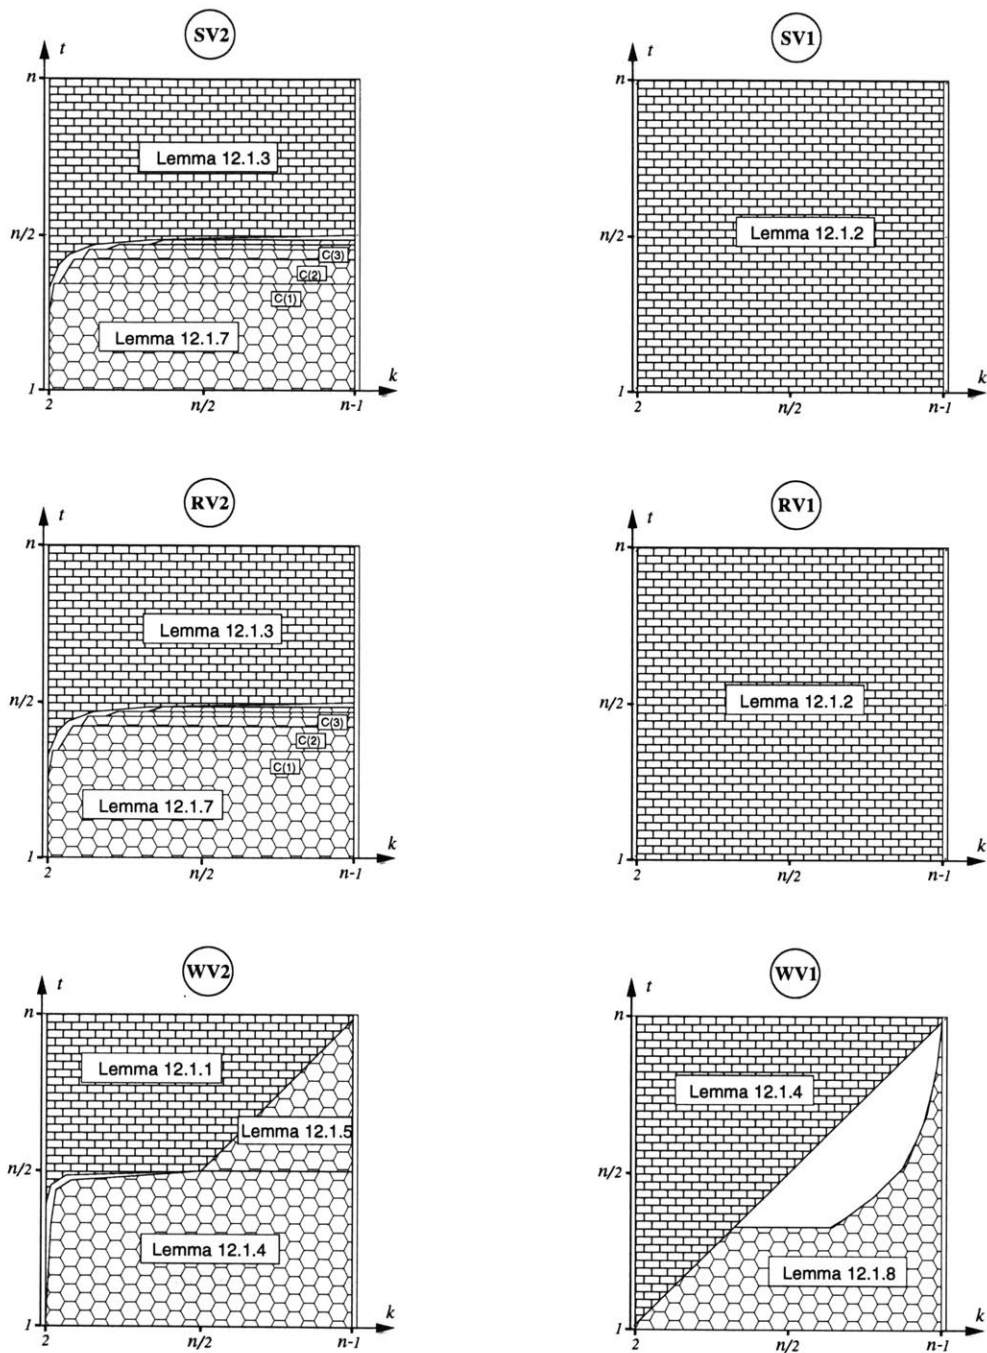 SV2
t
n
Lemma 12.1.3
n/2
C(3)
C(2)
C(1)
Lemma 12.1.7
k
1
2
n/2
n-1
SV1
t
n
n/2
Lemma 12.1.2
k
1
2
n/2
n-1
RV2
t
n
Lemma 12.1.3
n/2
C(3)
C(2)
C(1)
Lemma 12.1.7
k
1
2
n/2
n-1
RV1
t
n
n/2
Lemma 12.1.2
k
1
2
n/2
n-1
WV2
t
n
Lemma 12.1.1
Lemma 12.1.5
n/2
Lemma 12.1.4
k
1
2
n/2
n-1
WV1
t
n
Lemma 12.1.4
n/2
Lemma 12.1.8
k
1
2
n/2
n-1